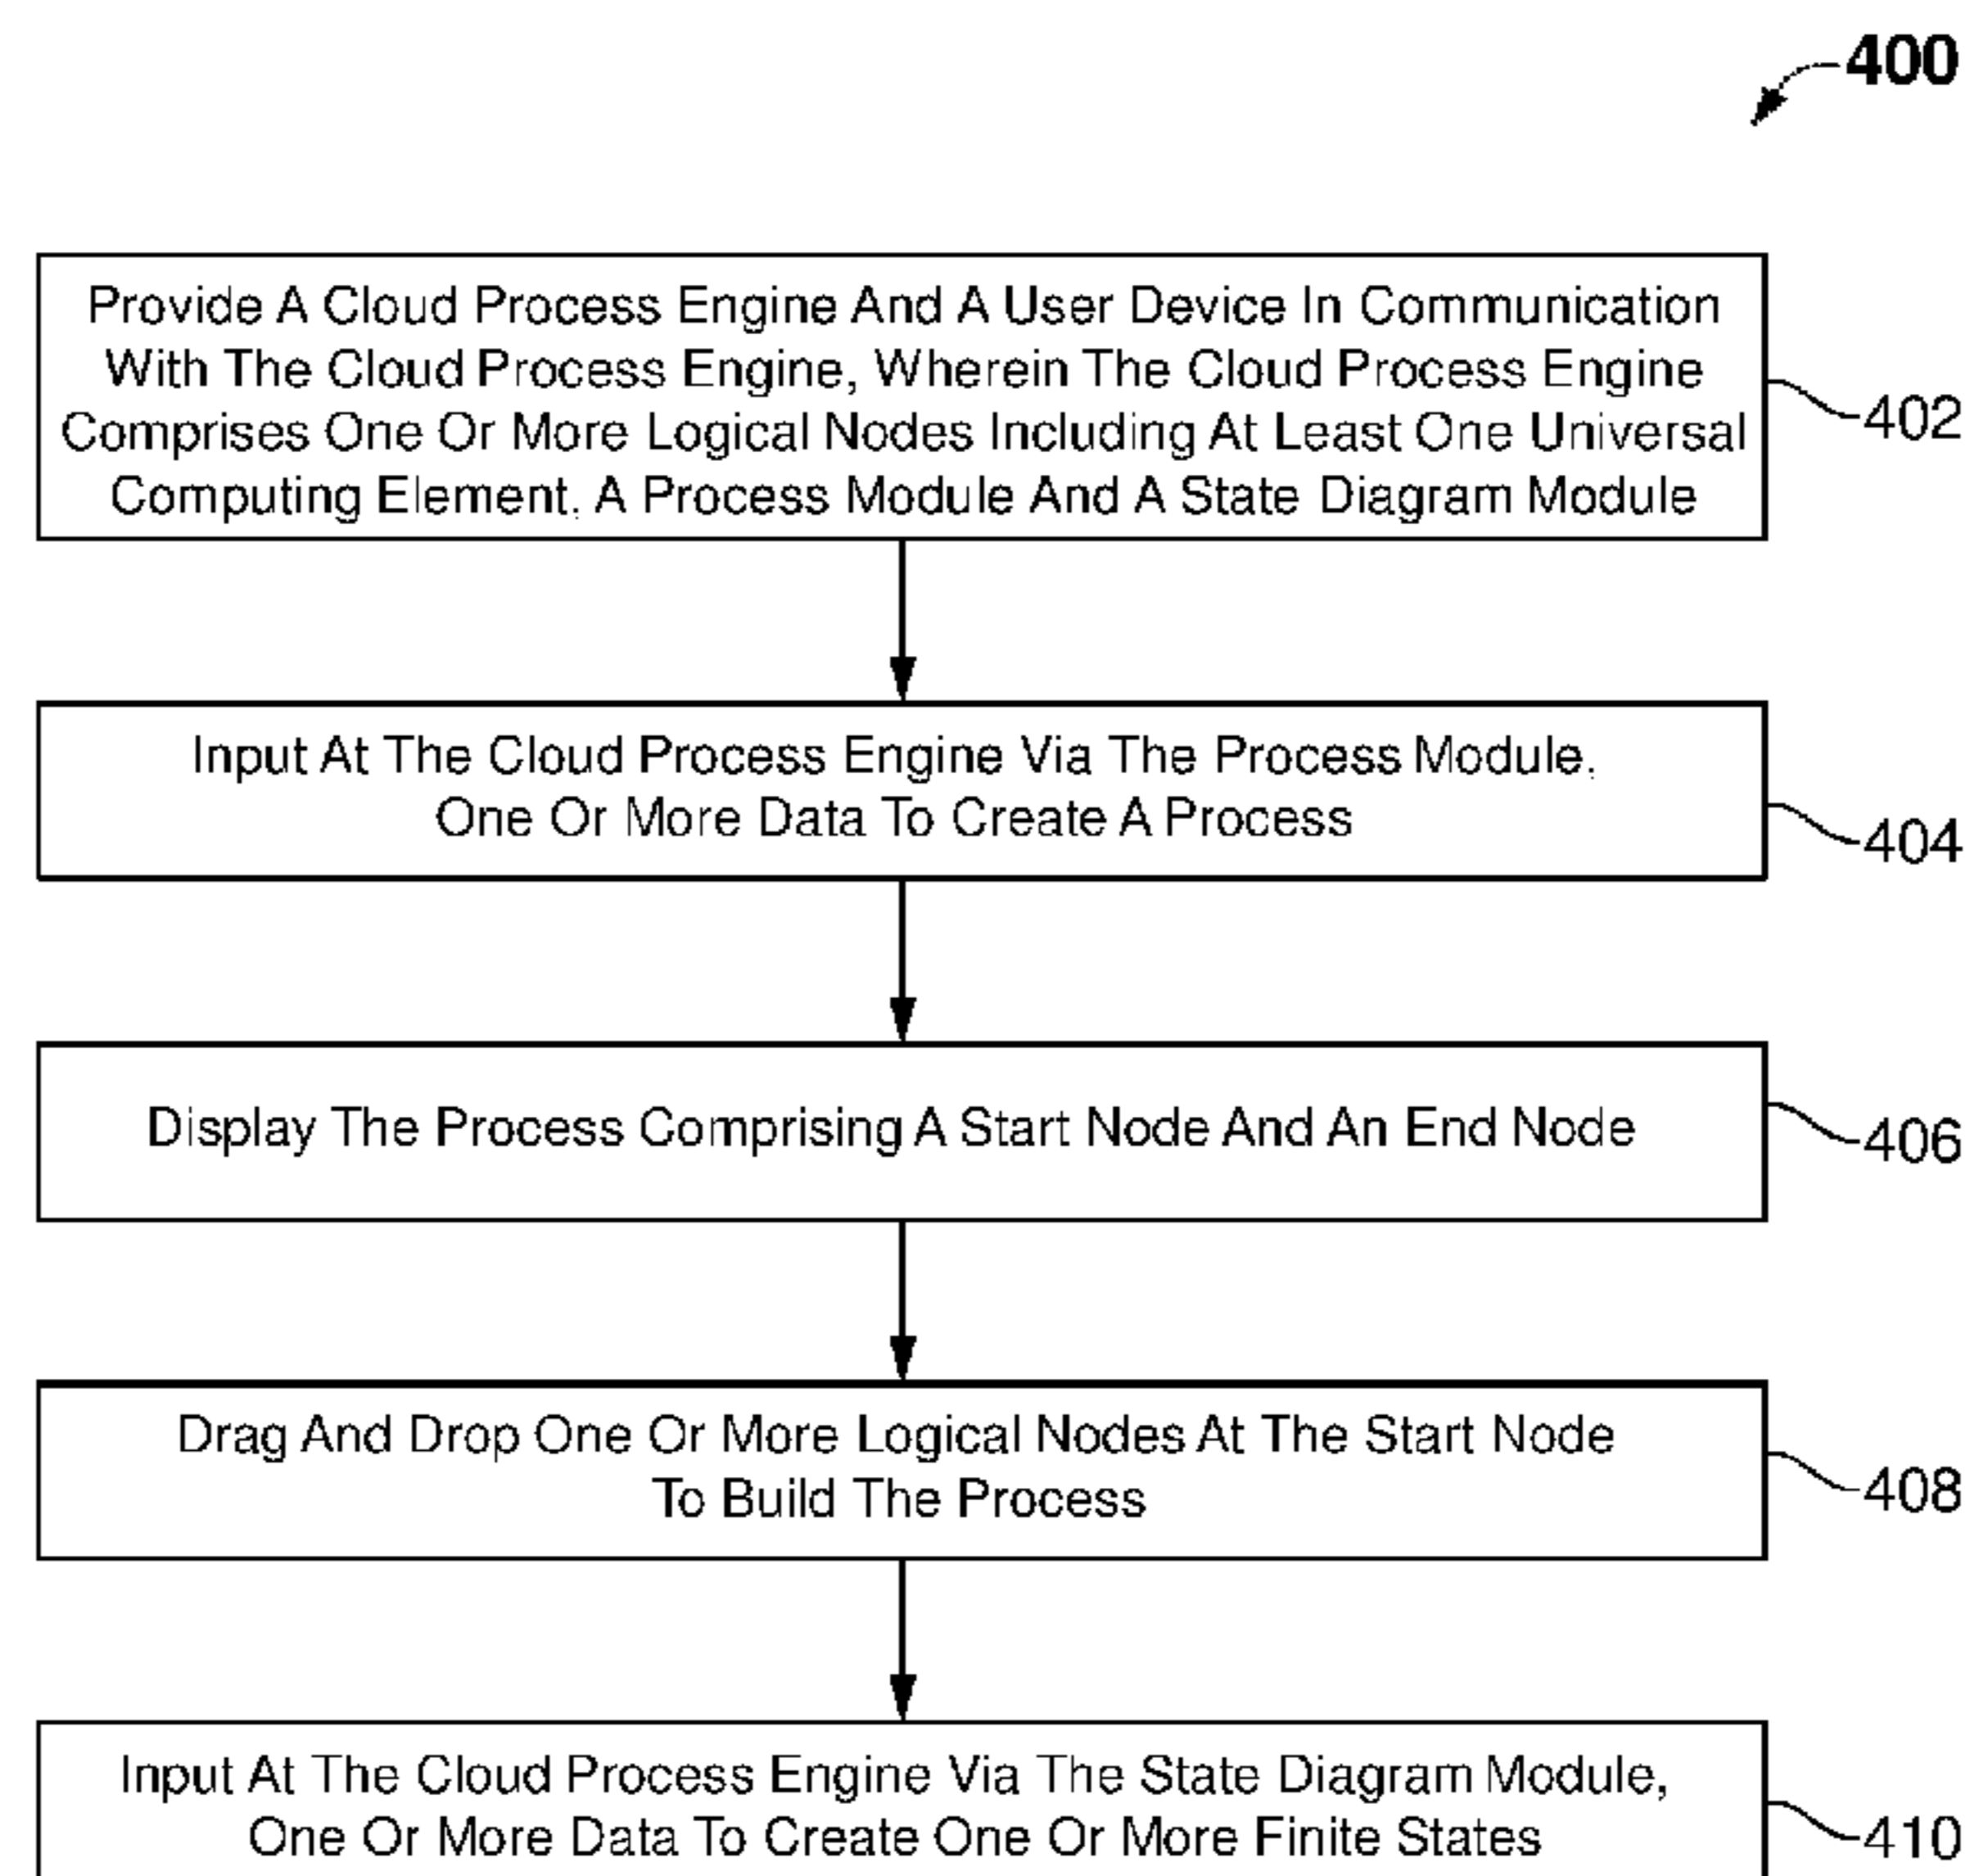 400
Provide A Cloud Process Engine And A User Device In Communication
With The Cloud Process Engine, Wherein The Cloud Process Engine
Comprises One Or More Logical Nodes Including At Least One Universal
Computing Element, A Process Module And A State Diagram Module
402
Input At The Cloud Process Engine Via The Process Module,
One Or More Data To Create A Process
404
Display The Process Comprising A Start Node And An End Node
406
Drag And Drop One Or More Logical Nodes At The Start Node
To Build The Process
408
Input At The Cloud Process Engine Via The State Diagram Module,
One Or More Data To Create One Or More Finite States
410